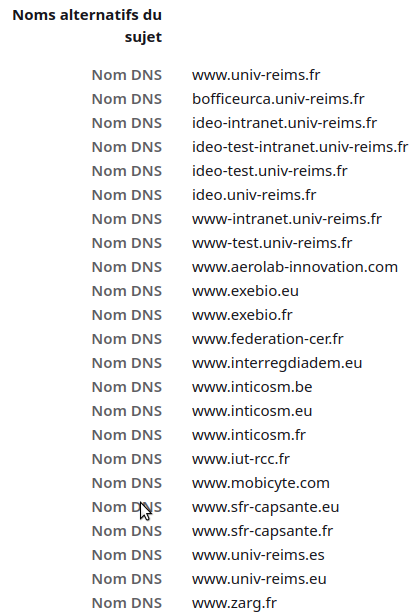 Noms alternatifs du
sujet
Nom DNS www.univ-reims.fr
Nom DNS bofficeurca.univ-reims.fr
Nom DNS ideo-intranet.univ-reims.fr
Nom DNS ideo-test-intranet.univ-reims.fr
Nom DNS ideo-test.univ-reims.fr
Nom DNS ideo.univ-reims.fr
Nom DNS www-intranet.univ-reims.fr
Nom DNS www-test.univ-reims.fr
Nom DNS www.aerolab-innovation.com
Nom DNS www.exebio.eu
Nom DNS www.exebio.fr
Nom DNS www.federation-cer.fr
Nom DNS www.interregdiadem.eu
Nom DNS www.inticosm.be
Nom DNS www.inticosm.eu
Nom DNS www.inticosm.fr
Nom DNS www.iut-rcc.fr
Nom DNS www.mobicyte.com
Nom DNS www.sfr-capsante.eu
Nom DNS www.sfr-capsante.fr
Nom DNS www.univ-reims.es
Nom DNS www.univ-reims.eu
Nom DNS www.zarg.fr